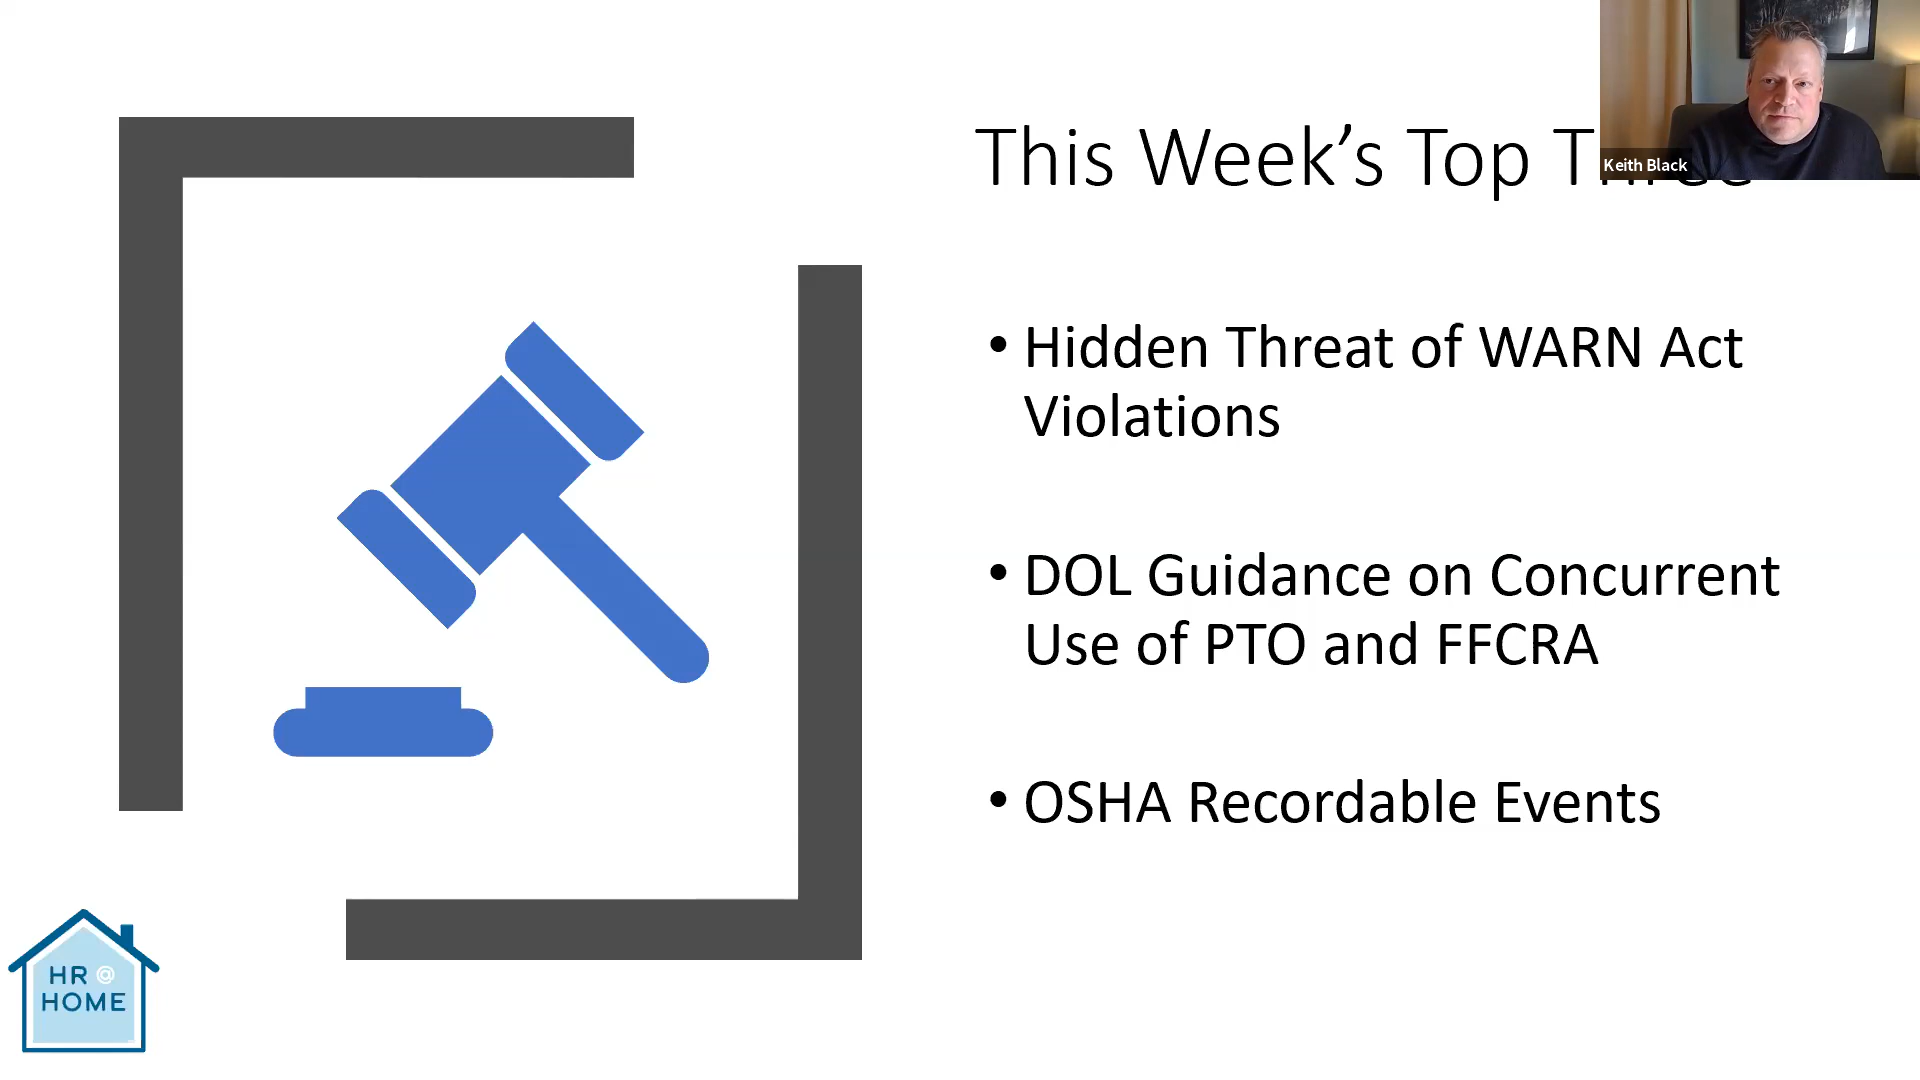 This Week’s Top
Keith Black
• Hidden Threat of WARN Act
Violations
• DOL Guidance on Concurrent
Use of PTO and FFCRA
• OSHA Recordable Events
HR @
HOME